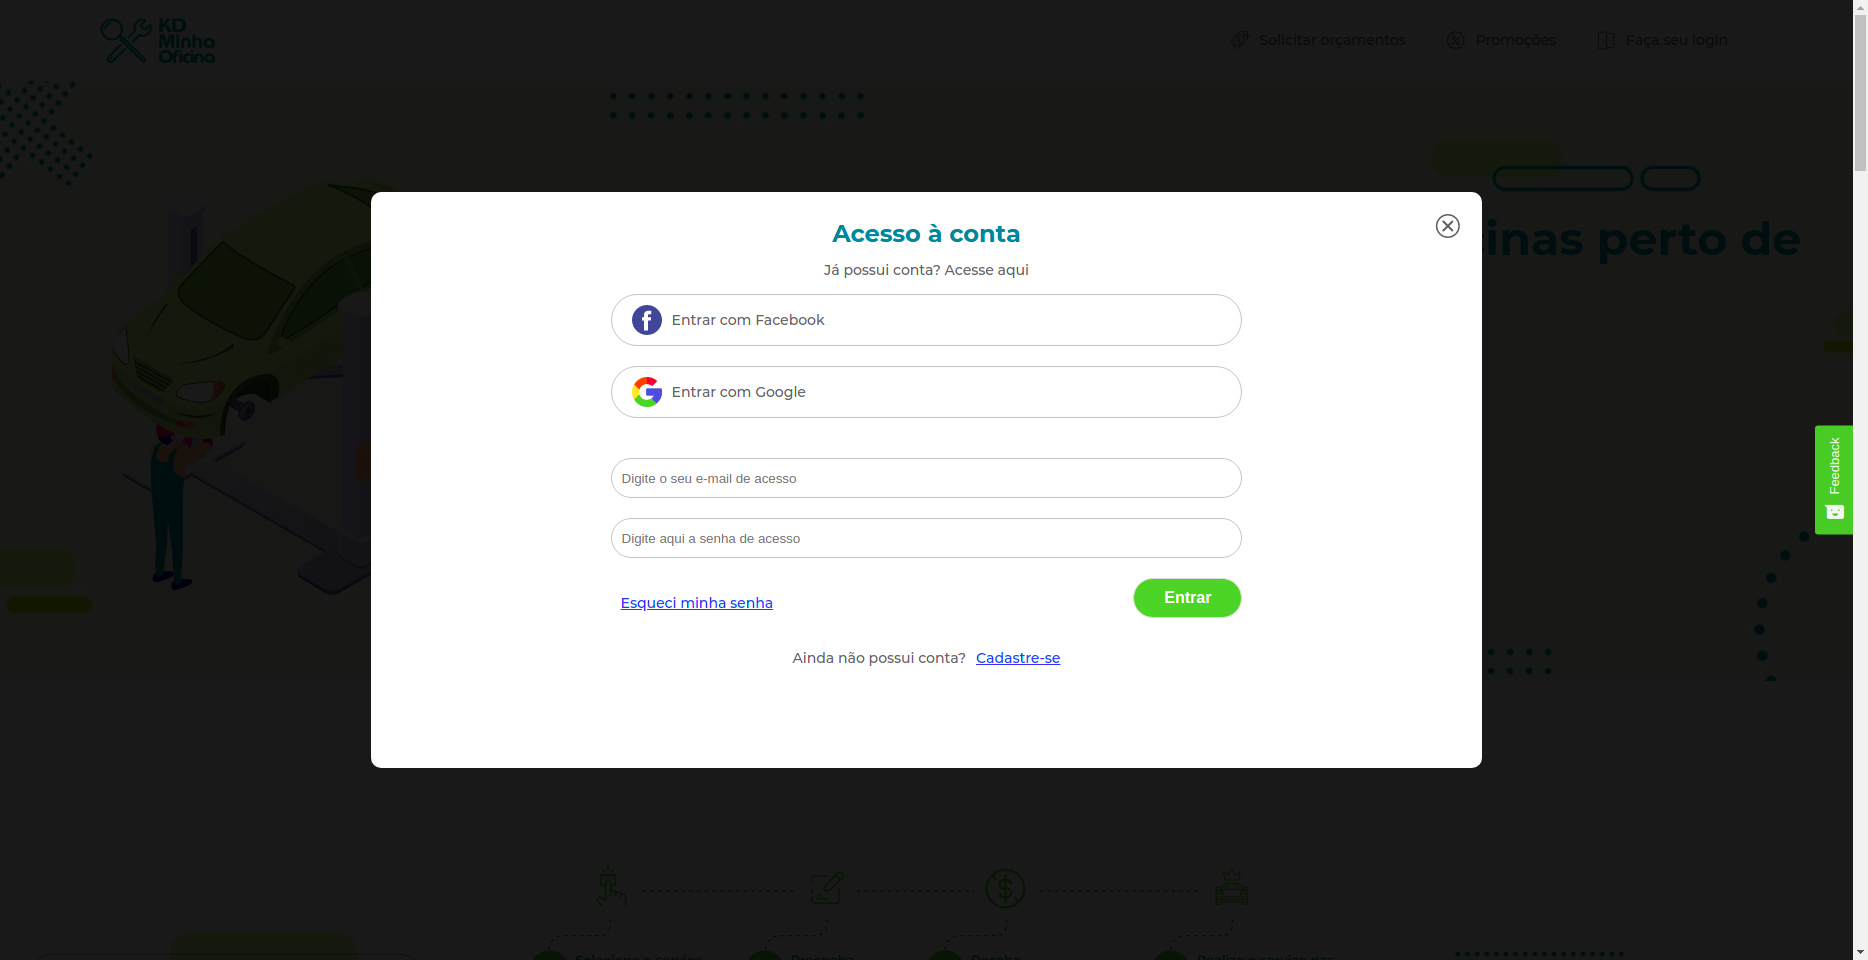 KD
Minha
Oficina
Solicitar orçamentos
Promoções
Faça seu login
inas perto de
Acesso à conta
Já possui conta? Acesse aqui
Entrar com Facebook
Entrar com Google
Digite o seu e-mail de acesso
Digite aqui a senha de acesso
Esqueci minha senha
Entrar
Ainda não possui conta? Cadastre-se
Feedback